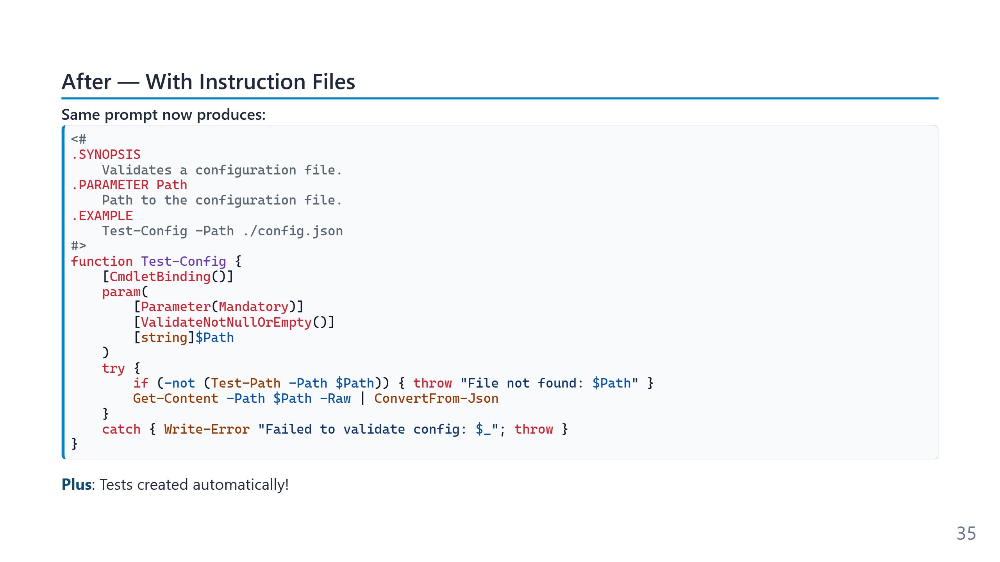 After — With Instruction Files
Same prompt now produces:
<#
.SYNOPSIS
    Validates a configuration file.
.PARAMETER Path
    Path to the configuration file.
.EXAMPLE
    Test-Config -Path ./config.json
#>
function Test-Config {
    [CmdletBinding()]
    param(
        [Parameter(Mandatory)]
        [ValidateNotNullOrEmpty()]
        [string]$Path
    )
    try {
        if (-not (Test-Path -Path $Path)) { throw "File not found: $Path" }
        Get-Content -Path $Path -Raw | ConvertFrom-Json
    }
    catch { Write-Error "Failed to validate config: $_"; throw }
}
Plus: Tests created automatically!
35